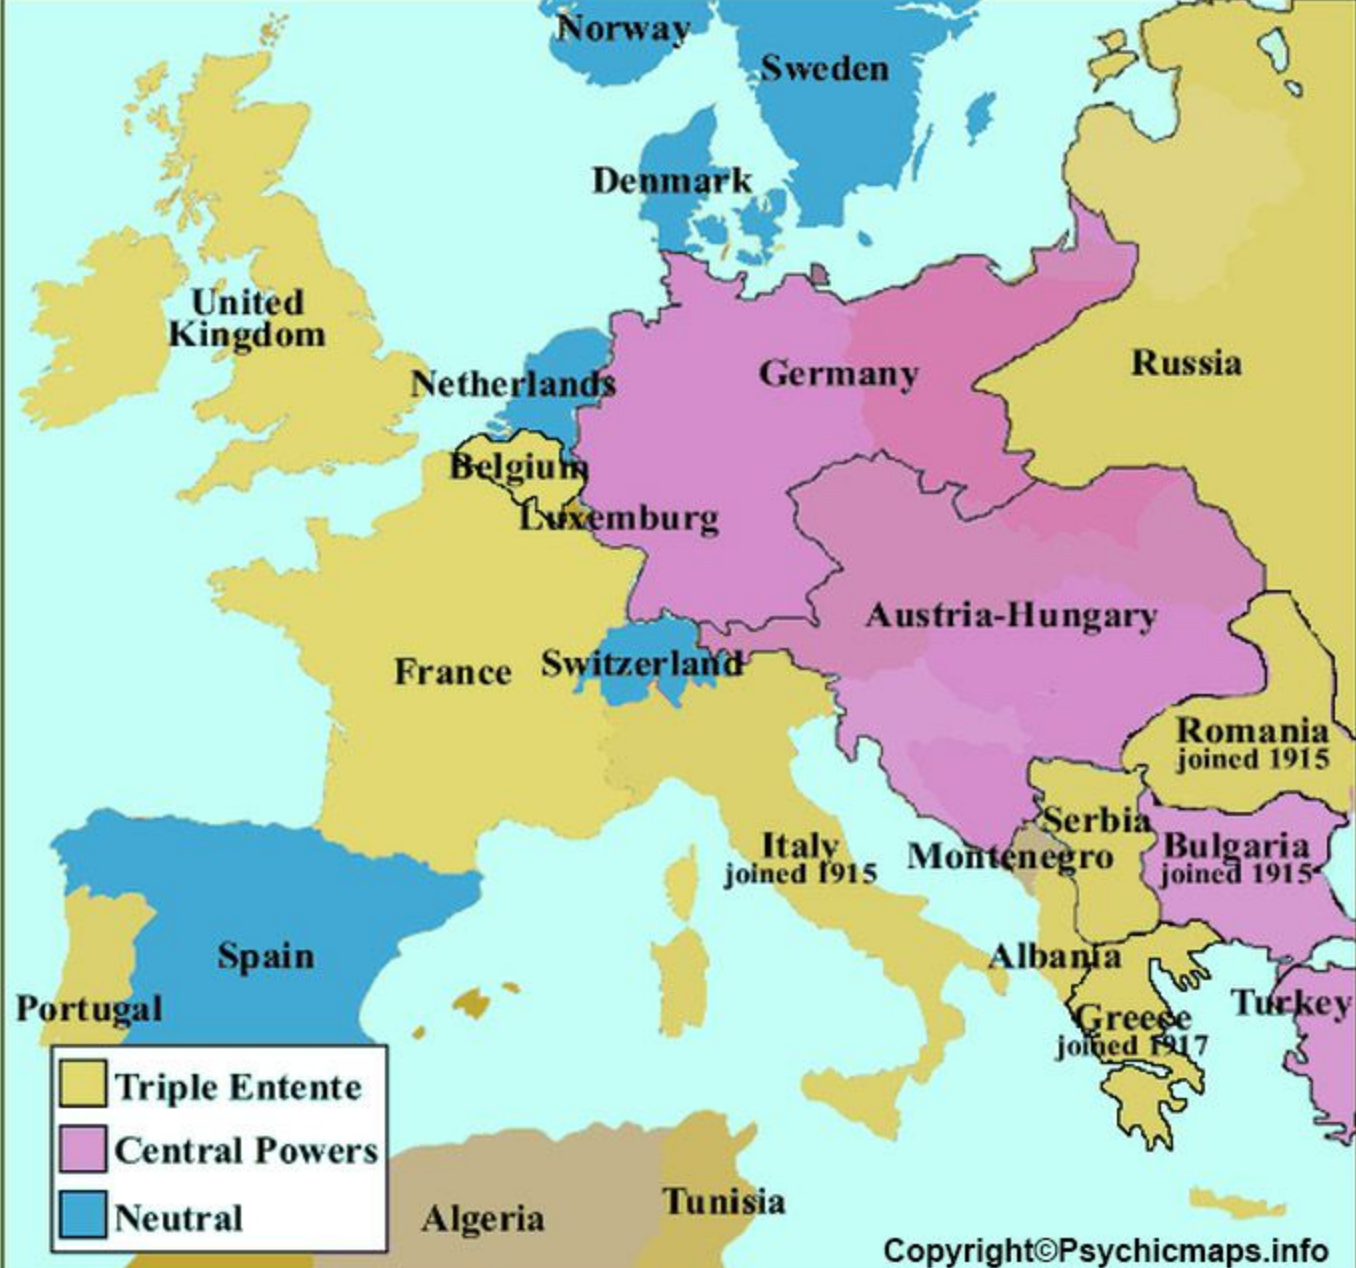 Norway
Sweden
Denmark
United
Kingdom
Netherlands
Germany
Russia
Belgium
Luxemburg
Austria-Hungary
France
Switzerland
Romania
joined 1915
Serbia
Italy
joined 1915
Montenegro
Bulgaria
joined 1915
Spain
Albania
Portugal
Turkey
Greece
joined 1917
Triple Entente
Central Powers
Neutral
Algeria
Tunisia
Copyright©Psychicmaps.info